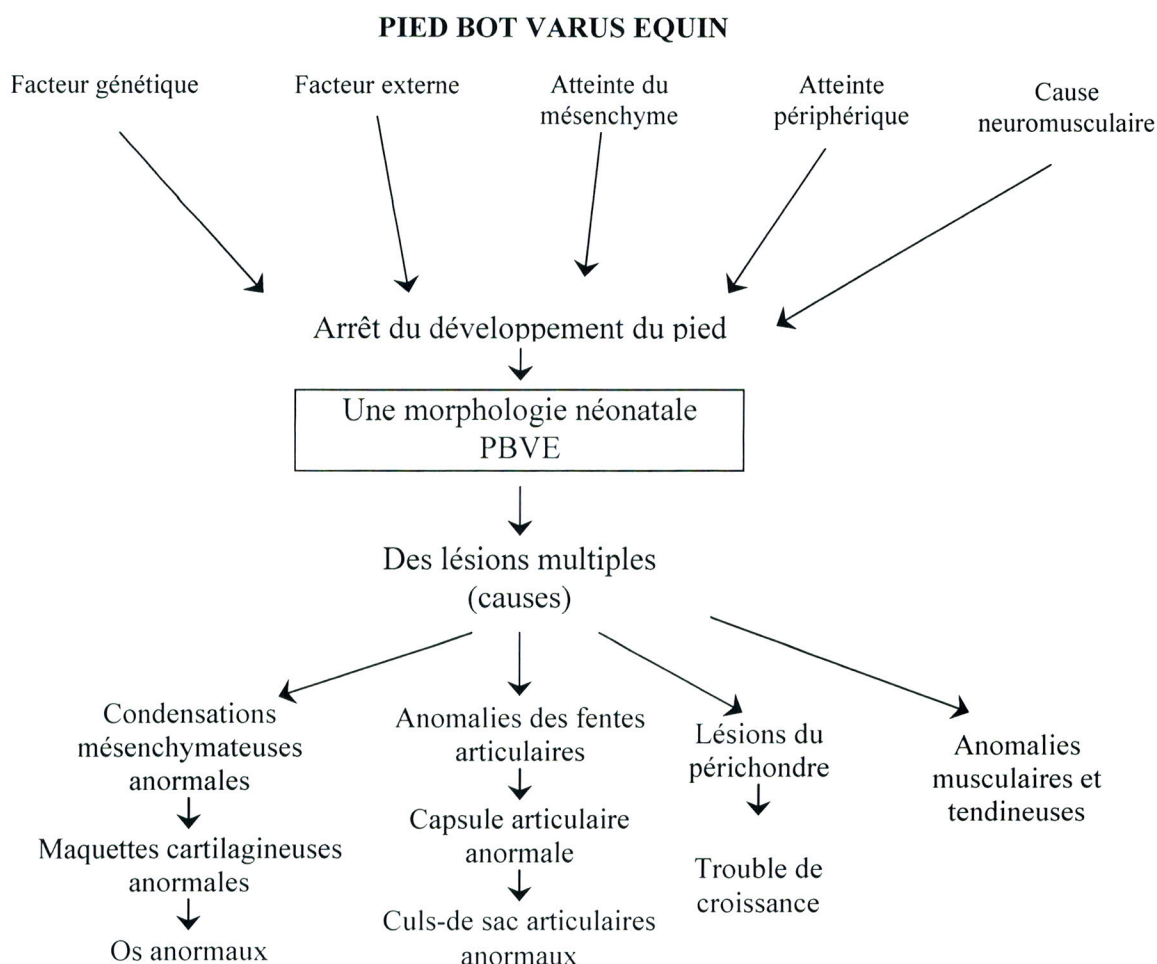 PIED BOT VARUS EQUIN
Facteur génétique
Facteur externe
Atteinte du
mésenchyme
Atteinte
périphérique
Cause
neuromusculaire
Arrêt du développement du pied
Une morphologie néonatale
PBVE
Des lésions multiples
(causes)
Condensations
mésenchymateuses
anormales
Maquettes cartilagineuses
anormales
Os anormaux
Anomalies des fentes
articulaires
Capsule articulaire
anormale
Culs-de sac articulaires
anormaux
Lésions du
périchondre
Trouble de
croissance
Anomalies
musculaires et
tendineuses